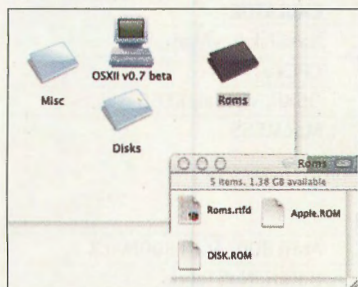 OSXII v0.7 beta
Misc
Roms
Disks
Roms
5 items, 1.38 GB available
Roms.rtfd
Apple.ROM
DISK.ROM